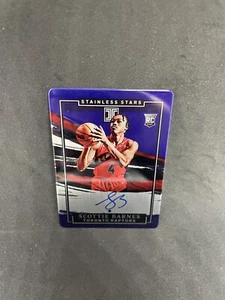 STAINLESS STARS
RC
4
SCOTTIE BARNES
TORONTO RAPTORS